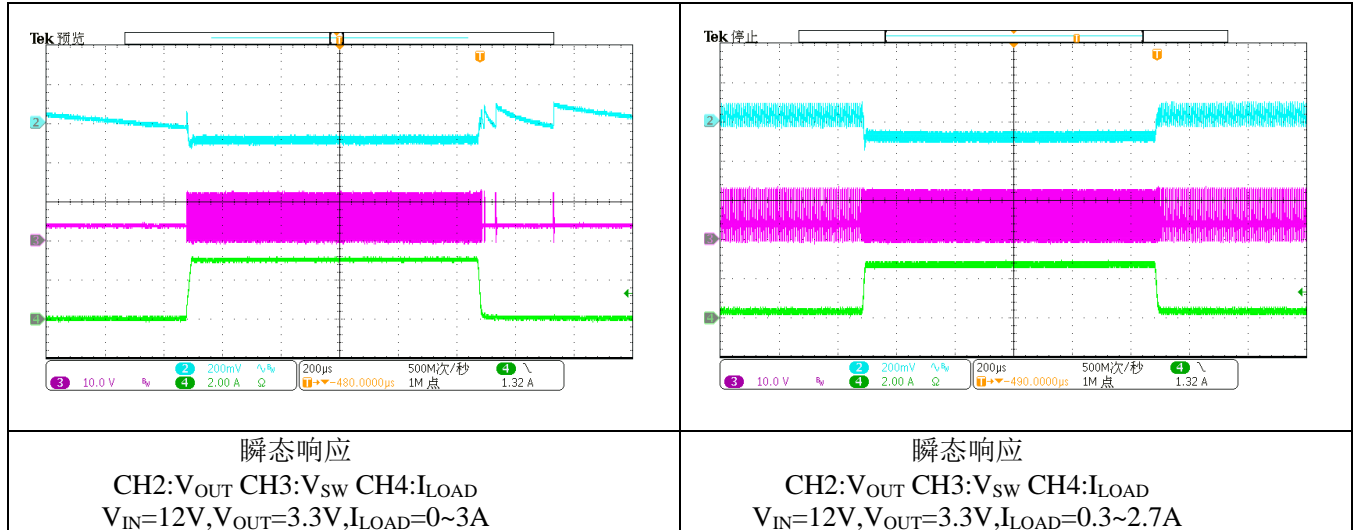 Tek 预览
T
T
2
3
4
2 200mV
200μs
500M次/秒
4
3 10.0 V
BW
4 2.00 A Ω
T→▼-480.0000μs
1M 点
1.32 A
瞬态响应
CH2:VOUT CH3:VSW CH4:ILOAD
VIN=12V,VOUT=3.3V,ILOAD=0~3A
Tek 停止
T
T
2
3
4
2 200mV
200μs
500M次/秒
4
3 10.0 V
BW
4 2.00 A Ω
T→▼-490.0000μs
1M 点
1.32 A
瞬态响应
CH2:VOUT CH3:VSW CH4:ILOAD
VIN=12V,VOUT=3.3V,ILOAD=0.3~2.7A